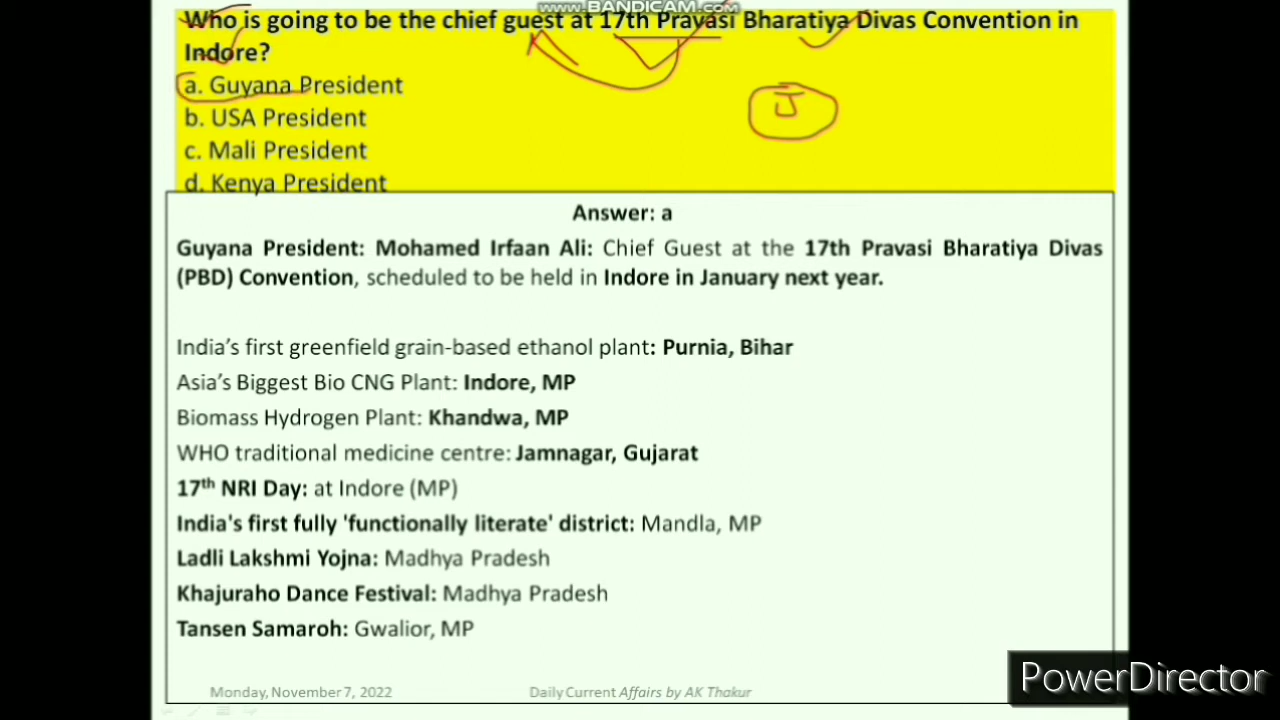 WWW.BANDICAM.COM
Who is going to be the chief guest at 17th Pravasi Bharatiya Divas Convention in
Indore?
a. Guyana President
J
b. USA President
c. Mali President
d. Kenya President
Answer: a
Guyana President: Mohamed Irfaan Ali: Chief Guest at the 17th Pravasi Bharatiya Divas
(PBD) Convention, scheduled to be held in Indore in January next year.
India's first greenfield grain-based ethanol plant: Purnia, Bihar
Asia's Biggest Bio CNG Plant: Indore, MP
Biomass Hydrogen Plant: Khandwa, MP
WHO traditional medicine centre: Jamnagar, Gujarat
17th NRI Day: at Indore (MP)
India's first fully 'functionally literate' district: Mandla, MP
Ladli Lakshmi Yojna: Madhya Pradesh
Khajuraho Dance Festival: Madhya Pradesh
Tansen Samaroh: Gwalior, MP
Monday, November 7, 2022 Daily Current Affairs by AK Thakur
PowerDirector